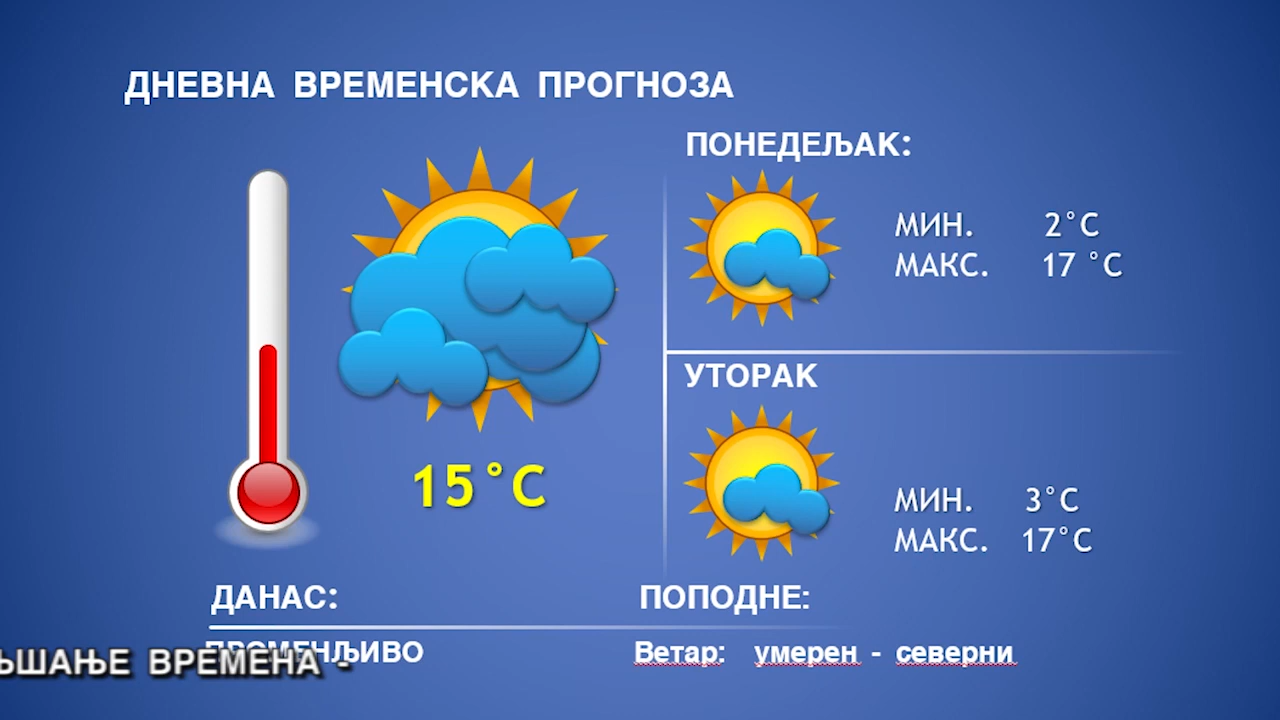 ДНЕВНА ВРЕМЕНСКА ПРОГНОЗА
15°C
ПОНЕДЕЉАК:
МИН. 2°C
МАКС. 17 °C
УТОРАК
МИН. 3°C
МАКС. 17°C
ДАНАС:
ПРОМЕНЉИВО
ПОПОДНЕ:
Ветар: умерен - северни
ВРЕМЕНА -